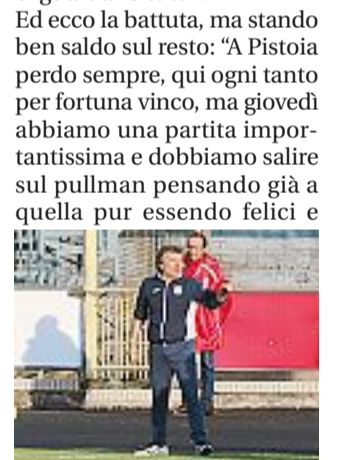 Ed ecco la battuta, ma stando
ben saldo sul resto: “A Pistoia
perdo sempre, qui ogni tanto
per fortuna vinco, ma giovedì
abbiamo una partita impor-
tantissima e dobbiamo salire
sul pullman pensando già a
quella pur essendo felici e